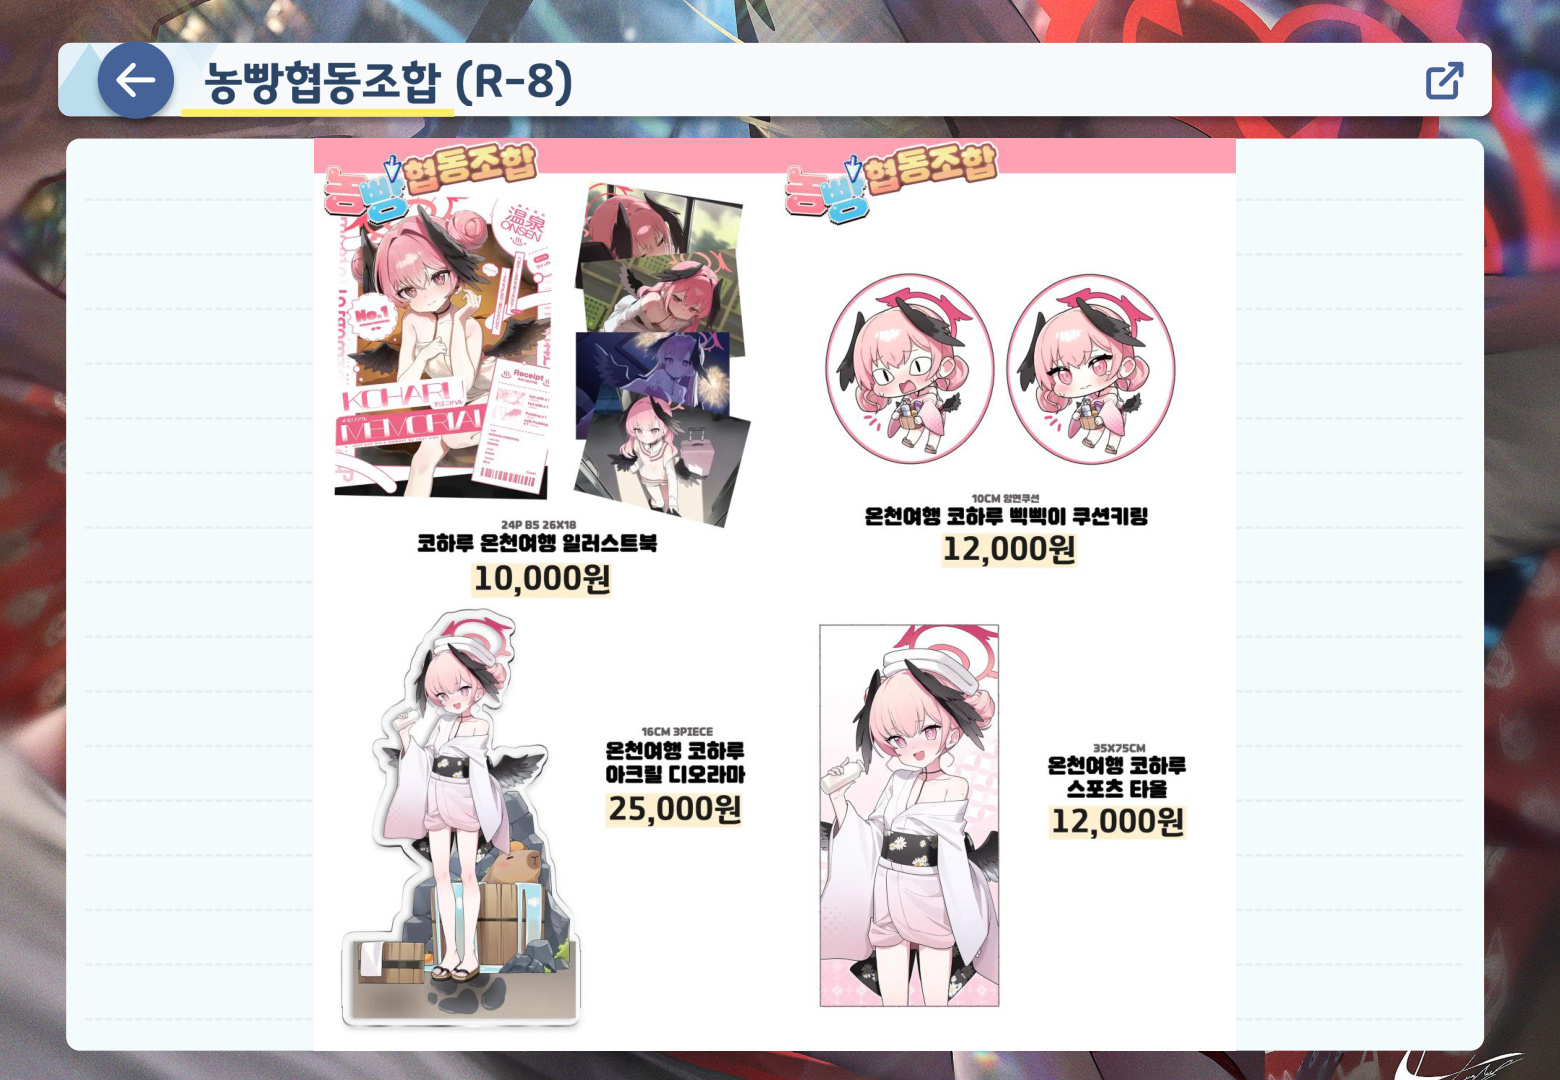 농빵협동조합 (R-8)
농빵협동조합
농빵협동조합
温泉
ONSEN
No.1
Receipt
KOHARU
MEMORIAL
24P B5 26X18
코하루 온천여행 일러스트북
10,000원
10CM 양면쿠션
온천여행 코하루 삑삑이 쿠션키링
12,000원
16CM 3PIECE
온천여행 코하루
아크릴 디오라마
25,000원
35X75CM
온천여행 코하루
스포츠 타올
12,000원